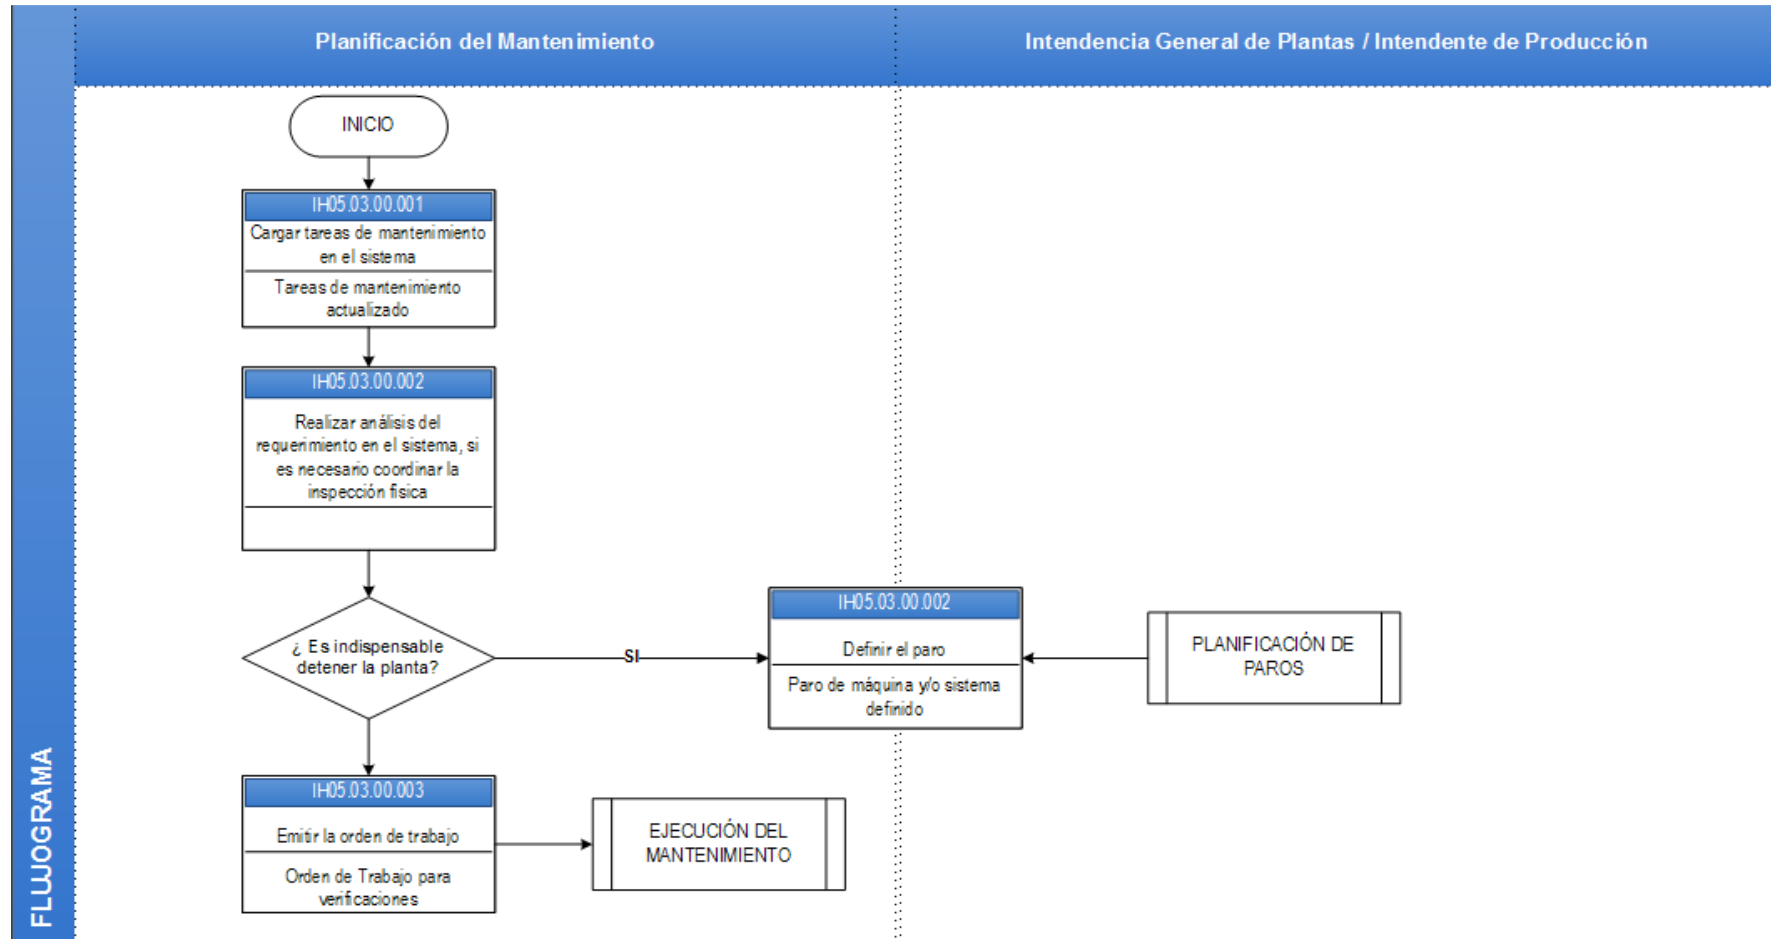 Planificación del Mantenimiento
Intendencia General de Plantas / Intendente de Producción
FLUJOGRAMA
INICIO
IH05.03.00.001
Cargar tareas de mantenimiento
en el sistema
Tareas de mantenimiento
actualizado
IH05.03.00.002
Realizar análisis del
requerimiento en el sistema, si
es necesario coordinar la
inspección física
¿ Es indispensable
detener la planta?
SI
IH05.03.00.002
Definir el paro
Paro de máquina y/o sistema
definido
PLANIFICACIÓN DE
PAROS
IH05.03.00.003
Emitir la orden de trabajo
Orden de Trabajo para
verificaciones
EJECUCIÓN DEL
MANTENIMIENTO